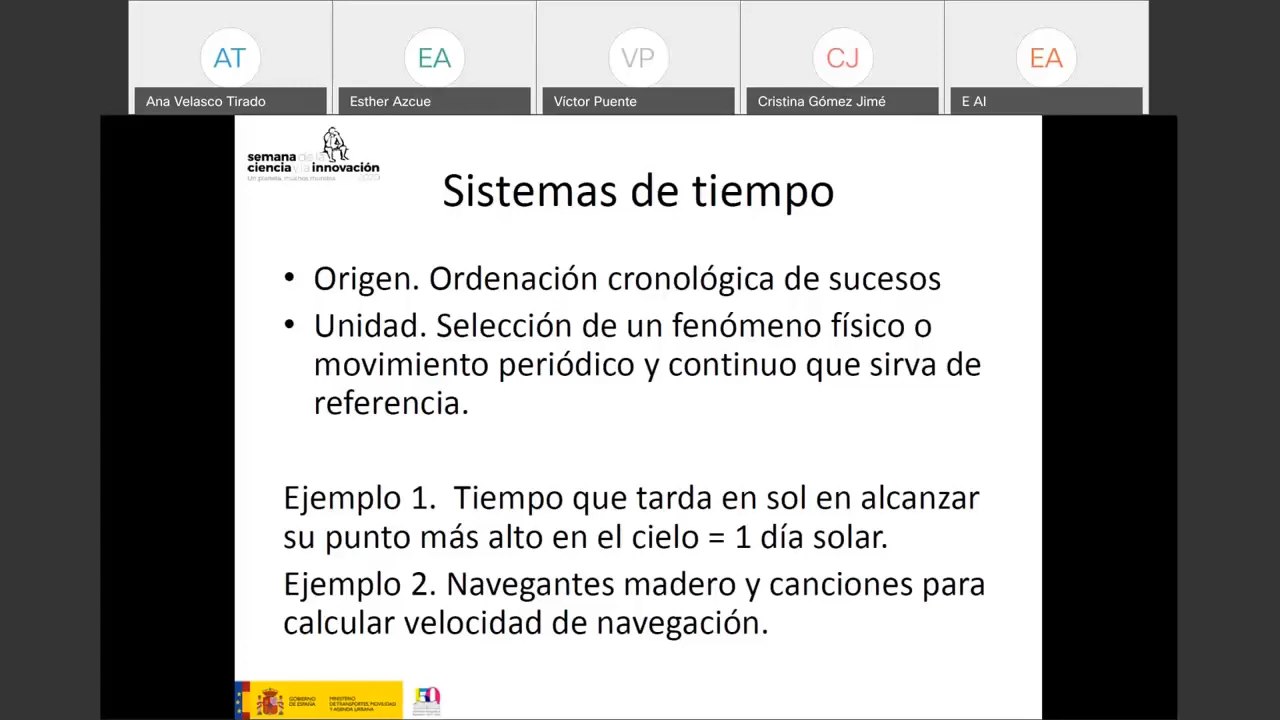 AT
EA
VP
CJ
EA
Ana Velasco Tirado
Esther Azcue
Víctor Puente
Cristina Gómez Jimé
E Al
semana de la
ciencia y la innovación
Un planeta, muchos mundos
Sistemas de tiempo
• Origen. Ordenación cronológica de sucesos
• Unidad. Selección de un fenómeno físico o
movimiento periódico y continuo que sirva de
referencia.
Ejemplo 1. Tiempo que tarda en sol en alcanzar
su punto más alto en el cielo = 1 día solar.
Ejemplo 2. Navegantes madero y canciones para
calcular velocidad de navegación.
GOBIERNO
DE ESPAÑA
MINISTERIO
DE TRANSPORTES, MOVILIDAD
Y AGENDA URBANA